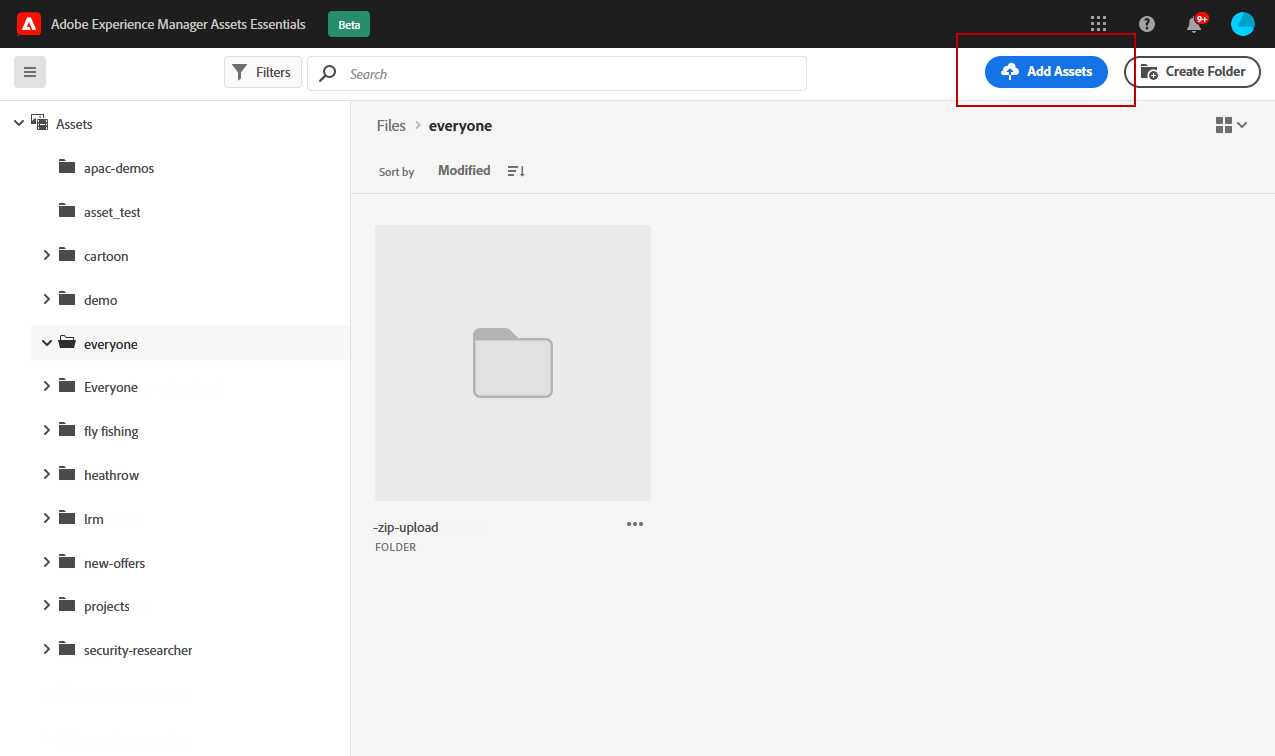 Adobe Experience Manager Assets Essentials Beta 9+
Filters Search Add Assets Create Folder
Assets
apac-demos
asset_test
cartoon
demo
everyone
Everyone
fly fishing
heathrow
lrm
new-offers
projects
security-researcher
Files > everyone
Sort by Modified
-zip-upload
FOLDER